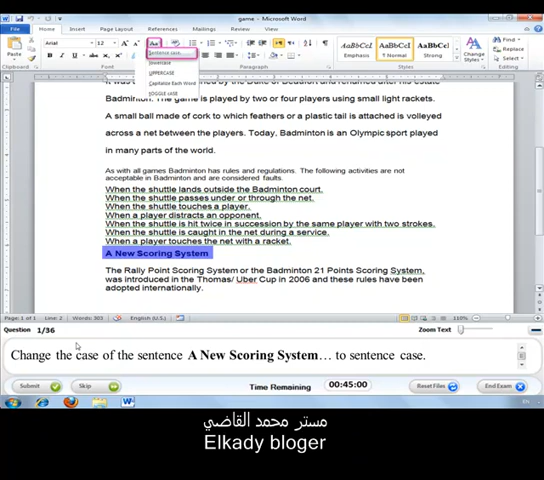 game - Microsoft Word
File Home Insert Page Layout References Mailings Review View
Paste
Arial 12
Sentence case.
lowercase
UPPERCASE
Capitalize Each Word
tOGGLE cASE
Emphasis ¶ Normal Strong
Clipboard Paragraph Styles
Badminton. The game is played by two or four players using small light rackets.
A small ball made of cork to which feathers or a plastic tail is attached is volleyed
across a net between the players. Today, Badminton is an Olympic sport played
in many parts of the world.
As with all games Badminton has rules and regulations. The following activities are not
acceptable in Badminton and are considered faults.
When the shuttle lands outside the Badminton court.
When the shuttle passes under or through the net.
When the shuttle touches a player.
When a player distracts an opponent.
When the shuttle is hit twice in succession by the same player with two strokes.
When the shuttle is caught in the net during a service.
When a player touches the net with a racket.
A New Scoring System
The Rally Point Scoring System or the Badminton 21 Points Scoring System,
was introduced in the Thomas/ Uber Cup in 2006 and these rules have been
adopted internationally.
Page: 1 of 1 Line: 2 Words: 303 English (U.S.) 110%
Question 1/36 Zoom Text
Change the case of the sentence A New Scoring System… to sentence case.
Submit Skip Time Remaining 00:45:00 Reset Files End Exam
EN
مستر محمد القاضي
Elkady bloger